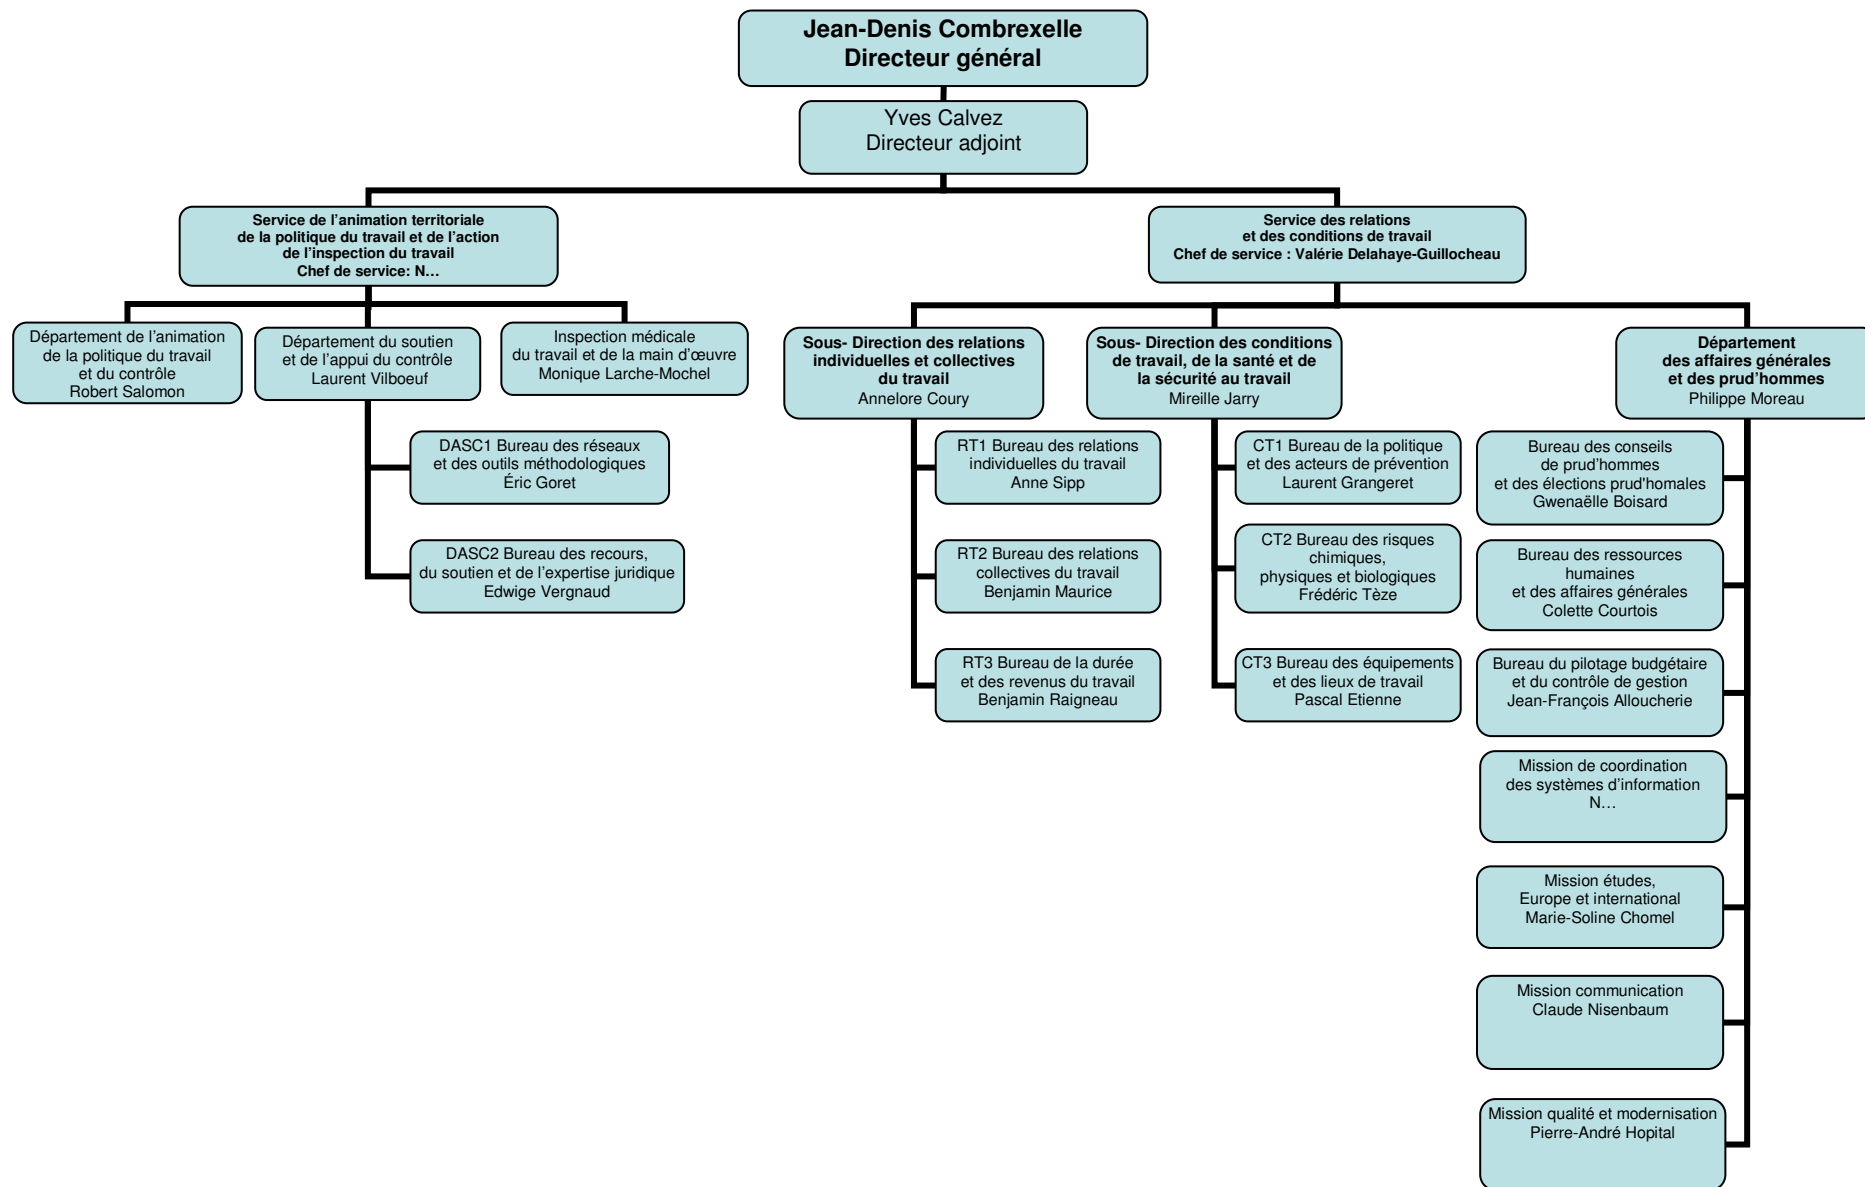 Jean-Denis Combrexelle
Directeur général
Yves Calvez
Directeur adjoint
Service de l’animation territoriale
de la politique du travail et de l’action
de l’inspection du travail
Chef de service: N…
Service des relations
et des conditions de travail
Chef de service : Valérie Delahaye-Guillocheau
Département de l’animation
de la politique du travail
et du contrôle
Robert Salomon
Département du soutien
et de l’appui du contrôle
Laurent Vilboeuf
Inspection médicale
du travail et de la main d’œuvre
Monique Larche-Mochel
Sous- Direction des relations
individuelles et collectives
du travail
Annelore Coury
Sous- Direction des conditions
de travail, de la santé et de
la sécurité au travail
Mireille Jarry
Département
des affaires générales
et des prud’hommes
Philippe Moreau
DASC1 Bureau des réseaux
et des outils méthodologiques
Éric Goret
DASC2 Bureau des recours,
du soutien et de l’expertise juridique
Edwige Vergnaud
RT1 Bureau des relations
individuelles du travail
Anne Sipp
RT2 Bureau des relations
collectives du travail
Benjamin Maurice
RT3 Bureau de la durée
et des revenus du travail
Benjamin Raigneau
CT1 Bureau de la politique
et des acteurs de prévention
Laurent Grangeret
CT2 Bureau des risques
chimiques,
physiques et biologiques
Frédéric Tèze
CT3 Bureau des équipements
et des lieux de travail
Pascal Etienne
Bureau des conseils
de prud’hommes
et des élections prud'homales
Gwenaëlle Boisard
Bureau des ressources
humaines
et des affaires générales
Colette Courtois
Bureau du pilotage budgétaire
et du contrôle de gestion
Jean-François Alloucherie
Mission de coordination
des systèmes d’information
N…
Mission études,
Europe et international
Marie-Soline Chomel
Mission communication
Claude Nisenbaum
Mission qualité et modernisation
Pierre-André Hopital